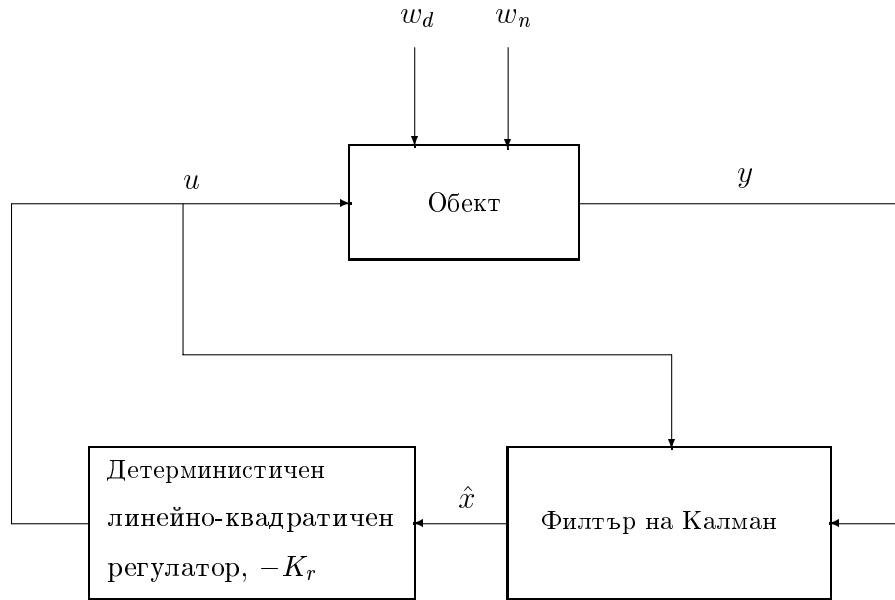 w_d w_n
u
Обект
y
Детерминистичен
линейно-квадратичен
регулатор, −K_r
x̂
Филтър на Калман